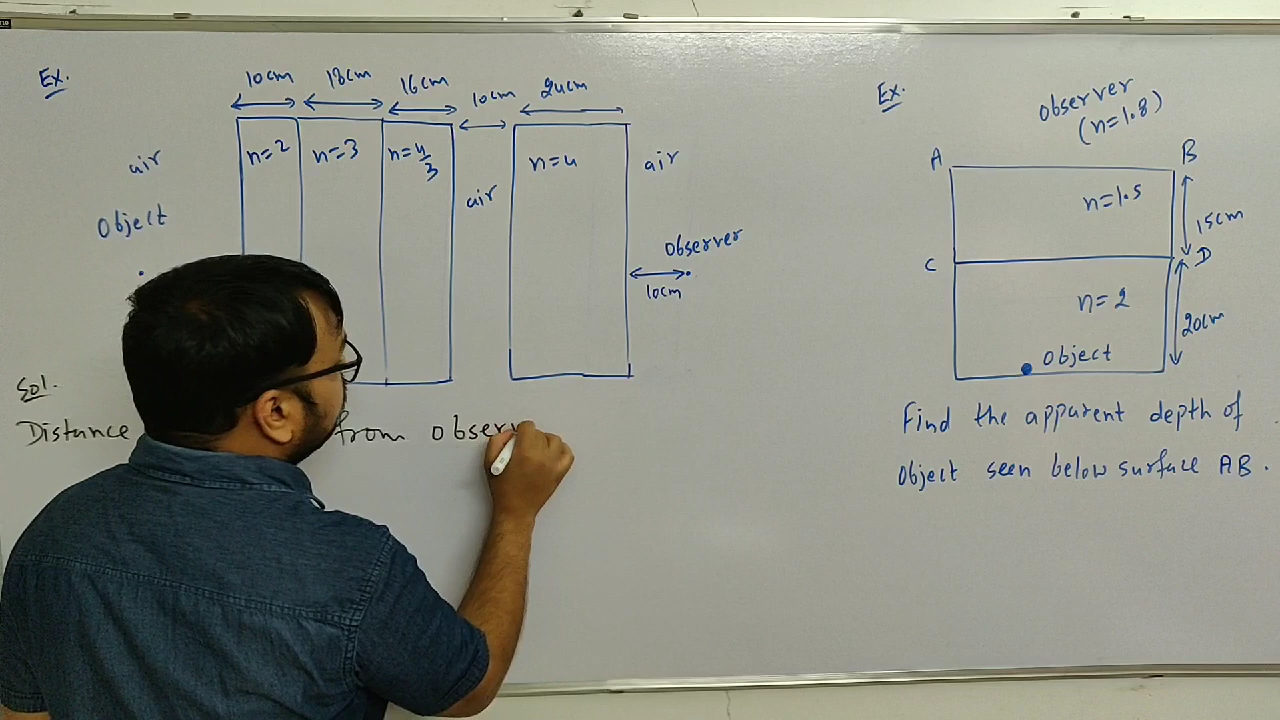 Ex.
10cm 18cm 16cm 10cm 24cm
air n=2 n=3 n=4/3 air n=4 air
object
observer
10cm
Sol.
Distance from observ
Ex.
observer
(n=1.8)
A B
n=1.5
15cm
C D
n=2
20cm
object
Find the apparent depth of
object seen below surface AB.